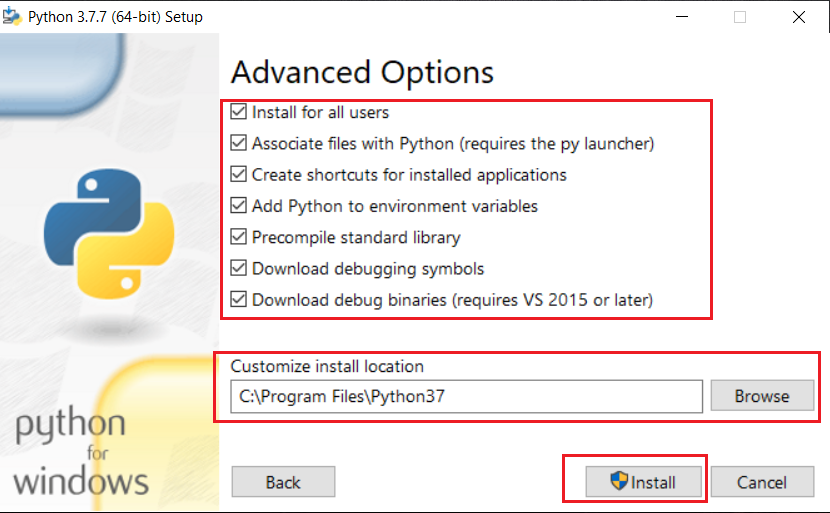 Python 3.7.7 (64-bit) Setup
Advanced Options
Install for all users
Associate files with Python (requires the py launcher)
Create shortcuts for installed applications
Add Python to environment variables
Precompile standard library
Download debugging symbols
Download debug binaries (requires VS 2015 or later)
Customize install location
C:\Program Files\Python37
Browse
python
for
windows
Back
Install
Cancel